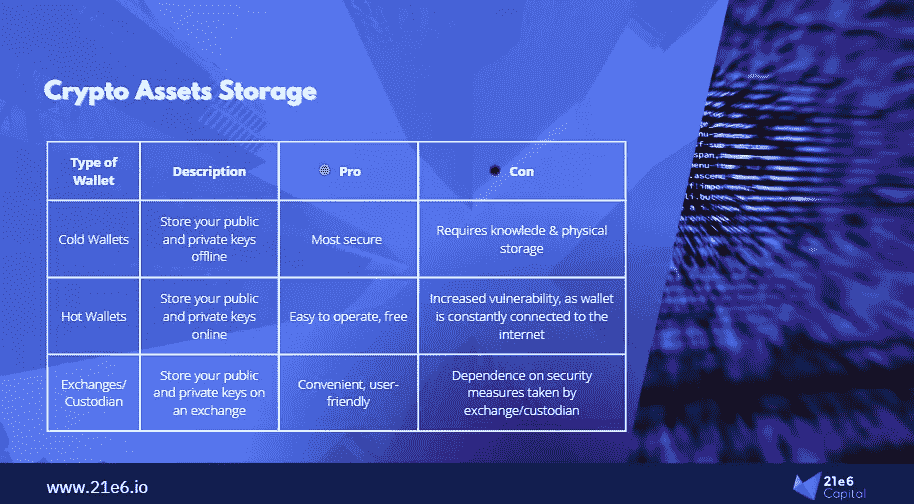 Crypto Assets Storage
Type of
Wallet
Description
Pro
Con
Cold Wallets
Store your public
and private keys
offline
Most secure
Requires knowlede & physical
storage
Hot Wallets
Store your public
and private keys
online
Easy to operate, free
Increased vulnerability, as wallet
is constantly connected to the
internet
Exchanges/
Custodian
Store your public
and private keys on
an exchange
Convenient, user-
friendly
Dependence on security
measures taken by
exchange/custodian
www.21e6.io
21e6
Capital